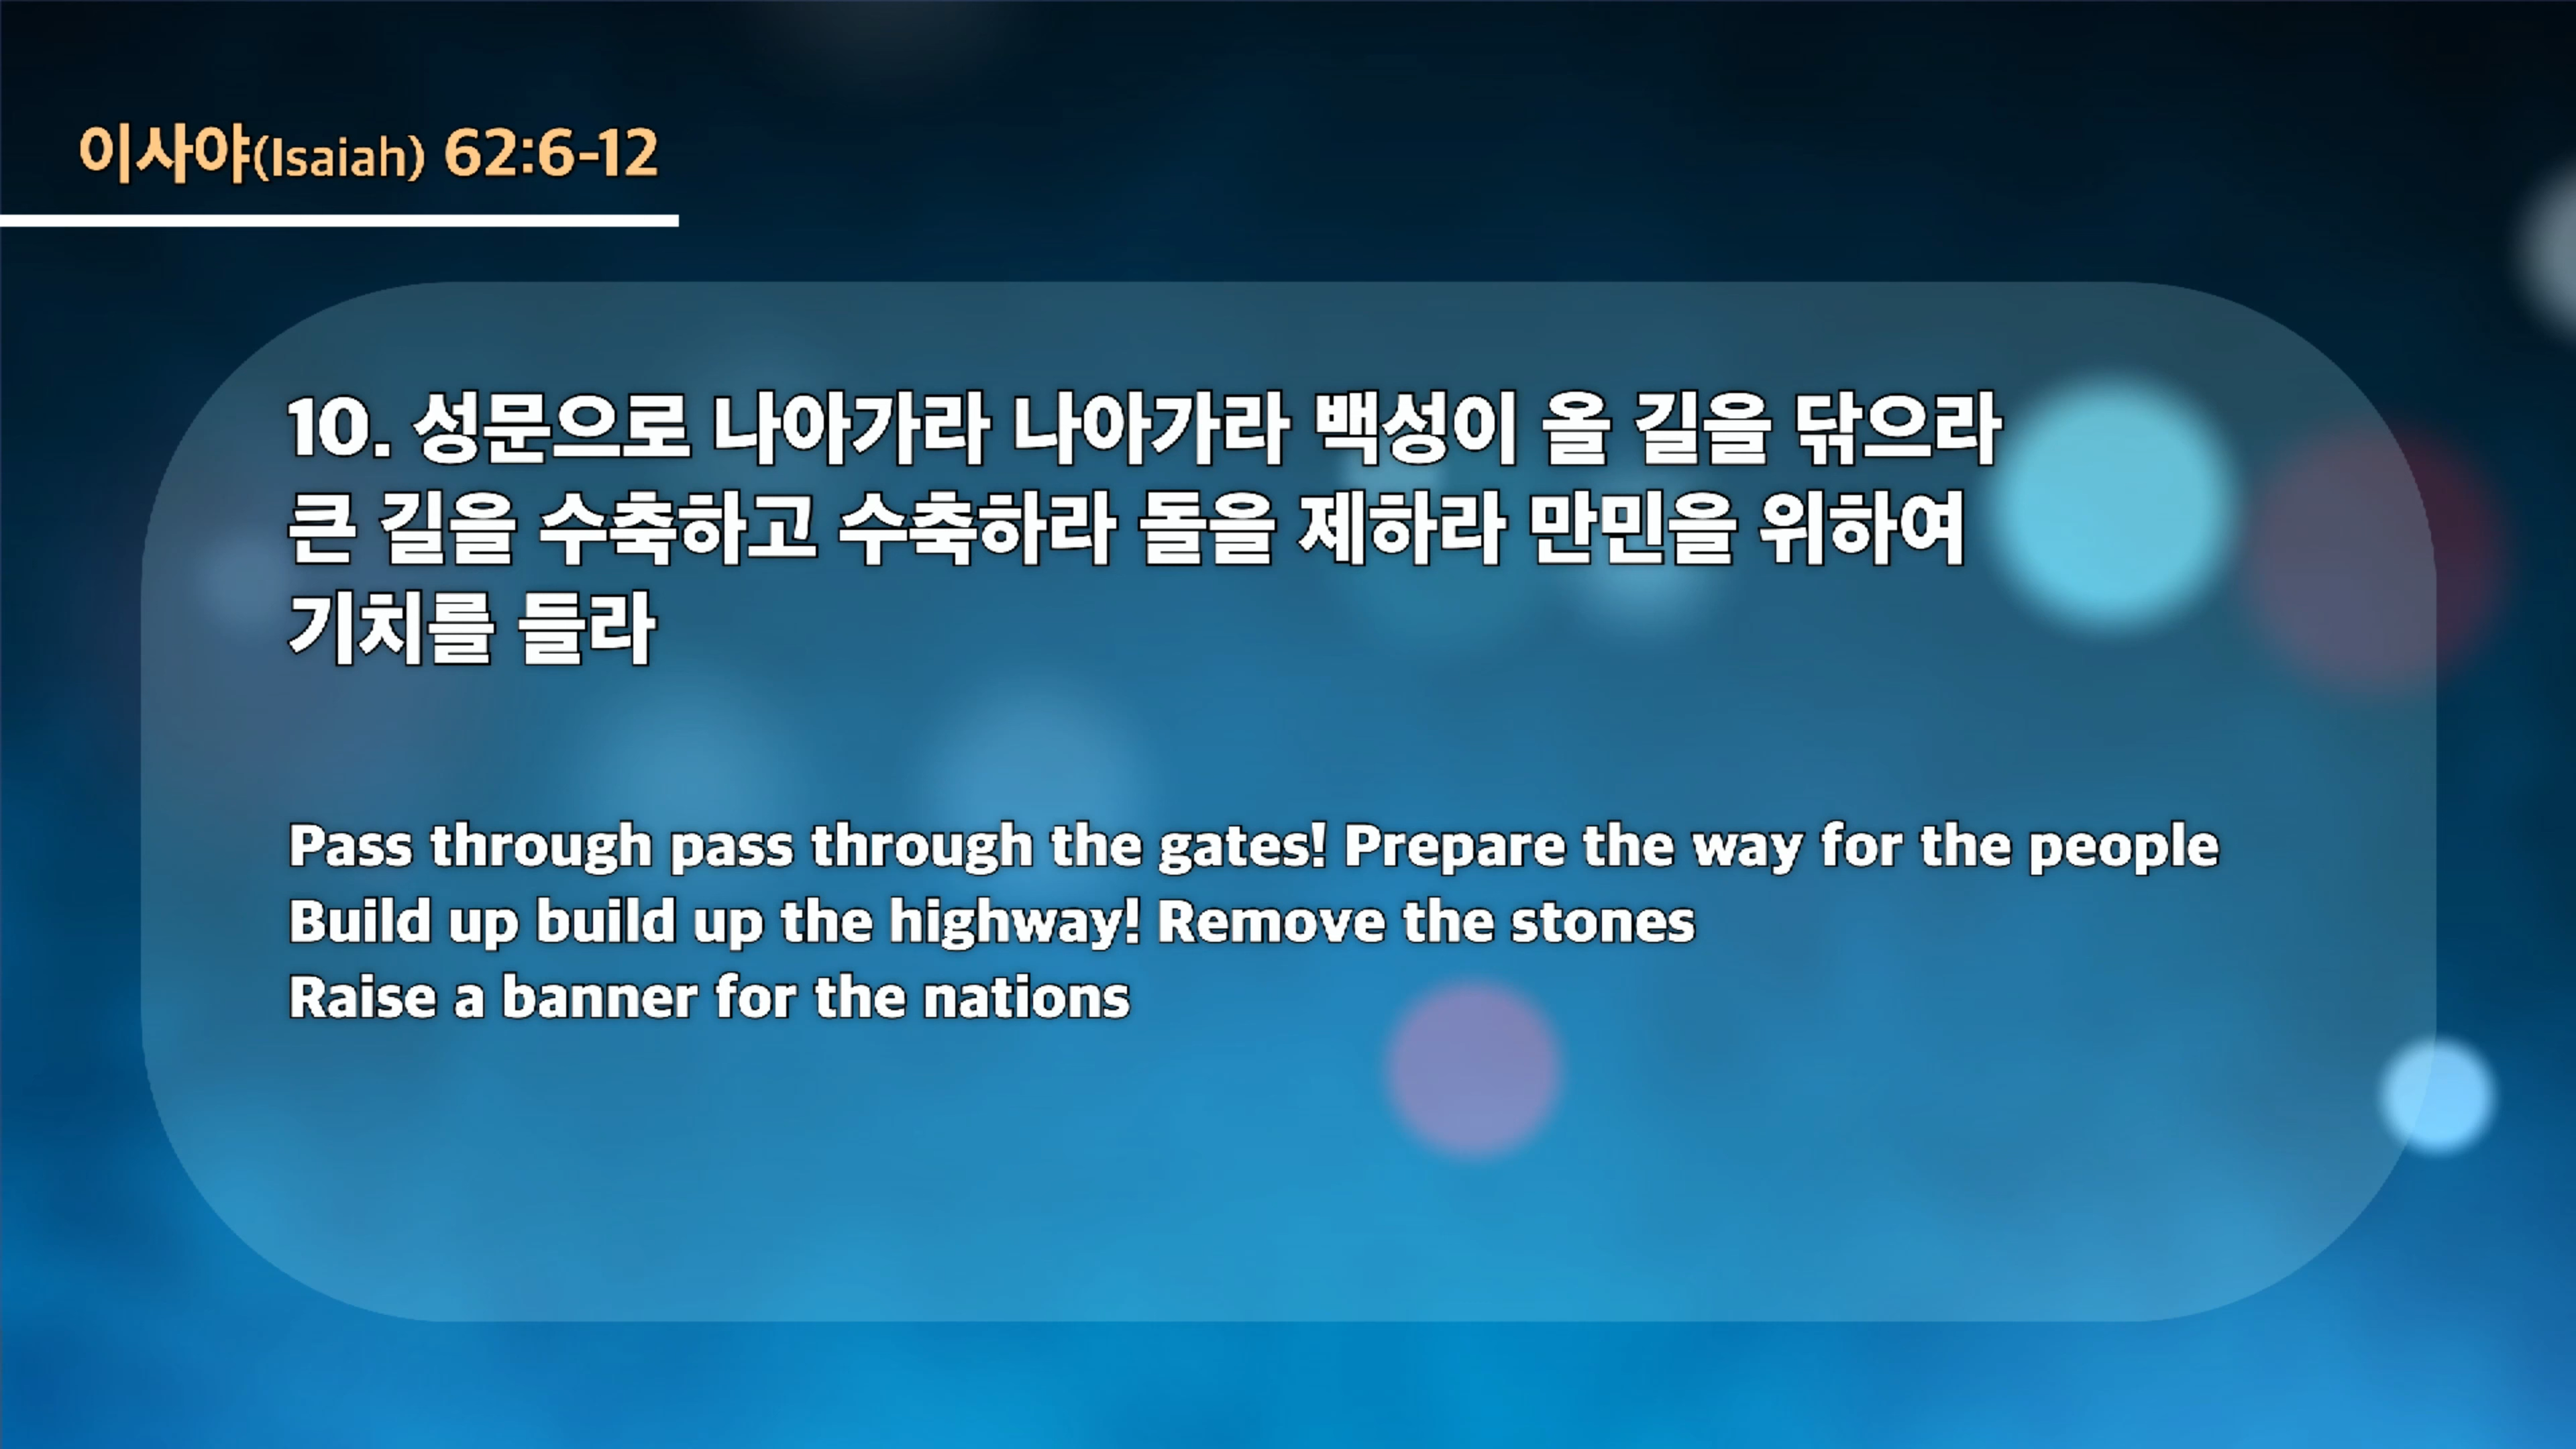 이사야(Isaiah) 62:6-12
10. 성문으로 나아가라 나아가라 백성이 올 길을 닦으라
큰 길을 수축하고 수축하라 돌을 제하라 만민을 위하여
기치를 들라
Pass through pass through the gates! Prepare the way for the people
Build up build up the highway! Remove the stones
Raise a banner for the nations